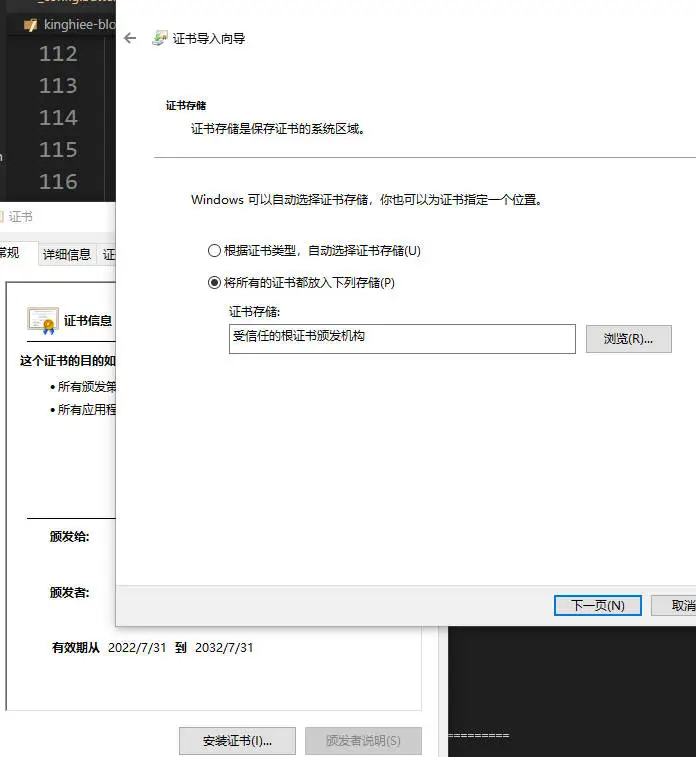 _config.butter
kinghiee-blo
112
113
114
115
116
证书导入向导
证书存储
证书存储是保存证书的系统区域。
Windows 可以自动选择证书存储，你也可以为证书指定一个位置。
根据证书类型，自动选择证书存储(U)
将所有的证书都放入下列存储(P)
证书存储:
受信任的根证书颁发机构
浏览(R)...
下一页(N)
取消
证书
常规
详细信息
证
证书信息
这个证书的目的如
• 所有颁发策
• 所有应用程
颁发给:
颁发者:
有效期从 2022/7/31 到 2032/7/31
安装证书(I)...
颁发者说明(S)
=========